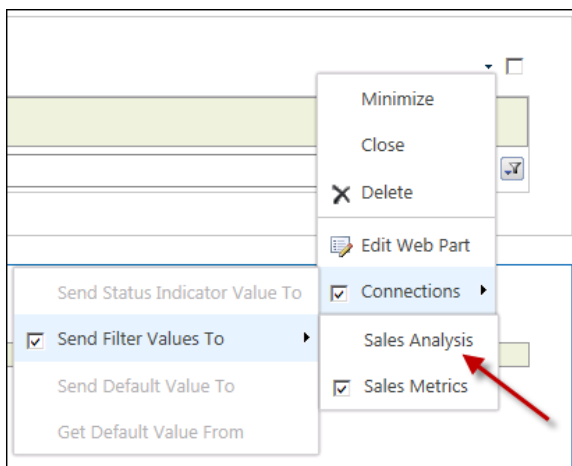 Minimize
Close
Delete
Edit Web Part
Connections
Send Status Indicator Value To
Send Filter Values To
Send Default Value To
Get Default Value From
Sales Analysis
Sales Metrics